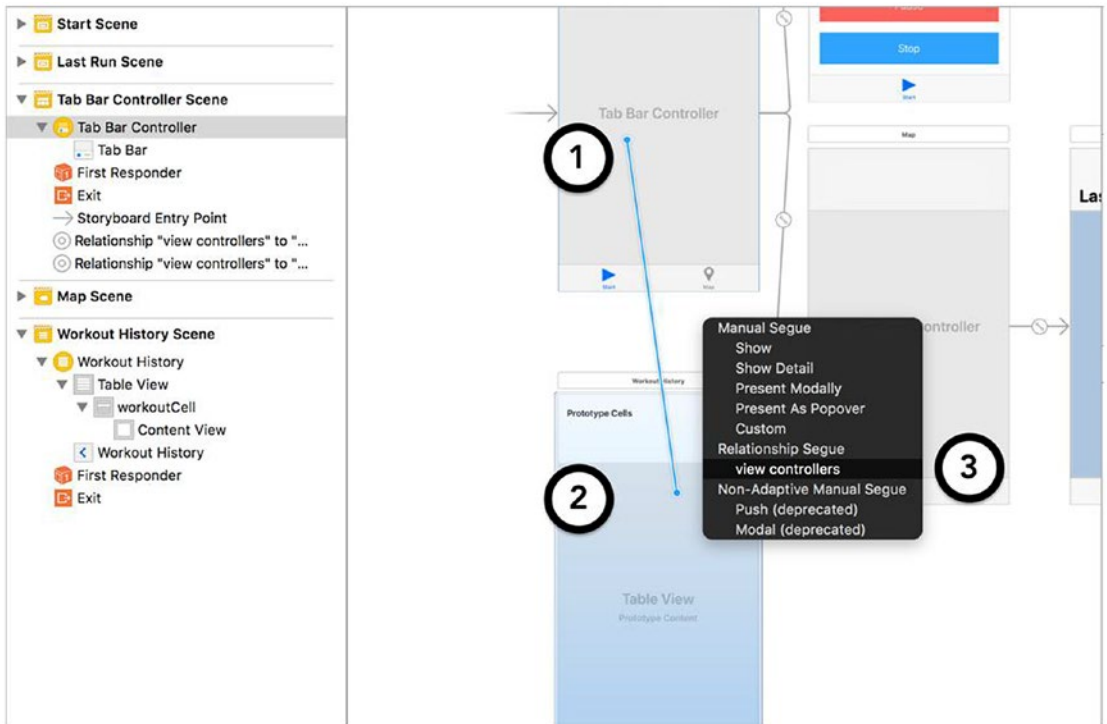 Start Scene
Last Run Scene
Tab Bar Controller Scene
Tab Bar Controller
Tab Bar
First Responder
Exit
Storyboard Entry Point
Relationship "view controllers" to "...
Relationship "view controllers" to "...
Map Scene
Workout History Scene
Workout History
Table View
workoutCell
Content View
Workout History
First Responder
Exit
Stop
Start
Tab Bar Controller
1
Start
Map
Map
Las
ontroller
Workout History
Prototype Cells
2
Table View
Prototype Content
Manual Segue
Show
Show Detail
Present Modally
Present As Popover
Custom
Relationship Segue
view controllers
Non-Adaptive Manual Segue
Push (deprecated)
Modal (deprecated)
3